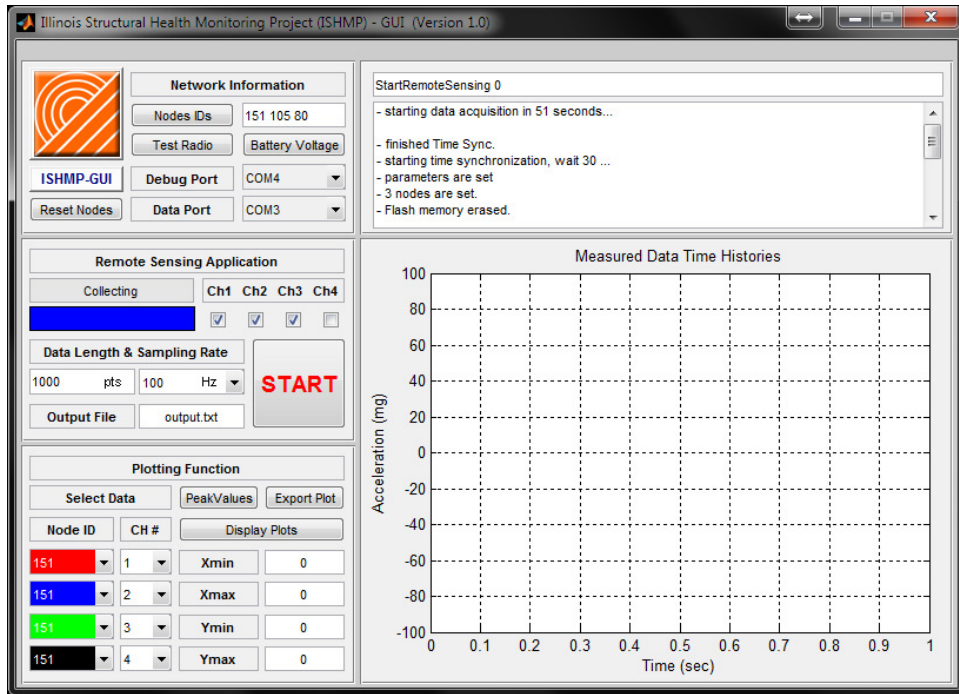 Illinois Structural Health Monitoring Project (ISHMP) - GUI (Version 1.0)
Network Information
Nodes IDs 151 105 80
Test Radio Battery Voltage
ISHMP-GUI Debug Port COM4
Reset Nodes Data Port COM3
StartRemoteSensing 0
- starting data acquisition in 51 seconds...
- finished Time Sync.
- starting time synchronization, wait 30 ...
- parameters are set
- 3 nodes are set.
- Flash memory erased.
Remote Sensing Application
Collecting Ch1 Ch2 Ch3 Ch4
Data Length & Sampling Rate
1000 pts 100 Hz START
Output File output.txt
Plotting Function
Select Data PeakValues Export Plot
Node ID CH # Display Plots
151 1 Xmin 0
151 2 Xmax 0
151 3 Ymin 0
151 4 Ymax 0
Measured Data Time Histories
Acceleration (mg)
100
80
60
40
20
0
-20
-40
-60
-80
-100
0 0.1 0.2 0.3 0.4 0.5 0.6 0.7 0.8 0.9 1
Time (sec)